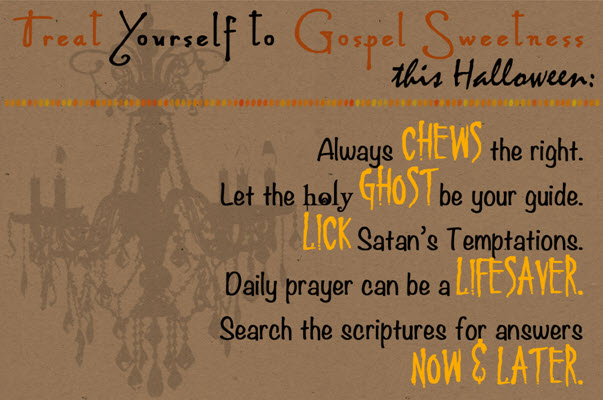 Treat Yourself to Gospel Sweetness
this Halloween:
Always CHEWS the right.
Let the holy GHOST be your guide.
LICK Satan's Temptations.
Daily prayer can be a LIFESAVER.
Search the scriptures for answers
NOW & LATER.